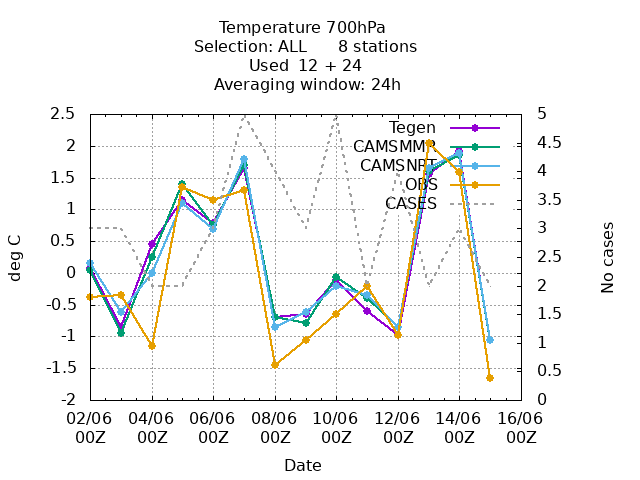 Temperature 700hPa
Selection: ALL 8 stations
Used 12 + 24
Averaging window: 24h
2.5
2
1.5
1
0.5
0
-0.5
-1
-1.5
-2
deg C
5
4.5
4
3.5
3
2.5
2
1.5
1
0.5
0
No cases
Tegen
CAMSMMR
CAMSNRT
OBS
CASES
02/06 04/06 06/06 08/06 10/06 12/06 14/06 16/06
00Z 00Z 00Z 00Z 00Z 00Z 00Z 00Z
Date